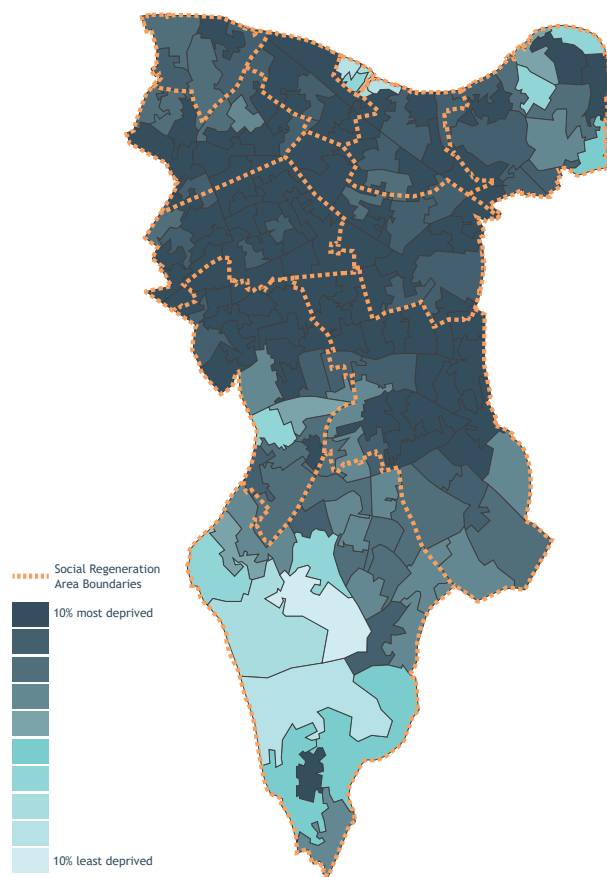 Social Regeneration
Area Boundaries
10% most deprived
10% least deprived